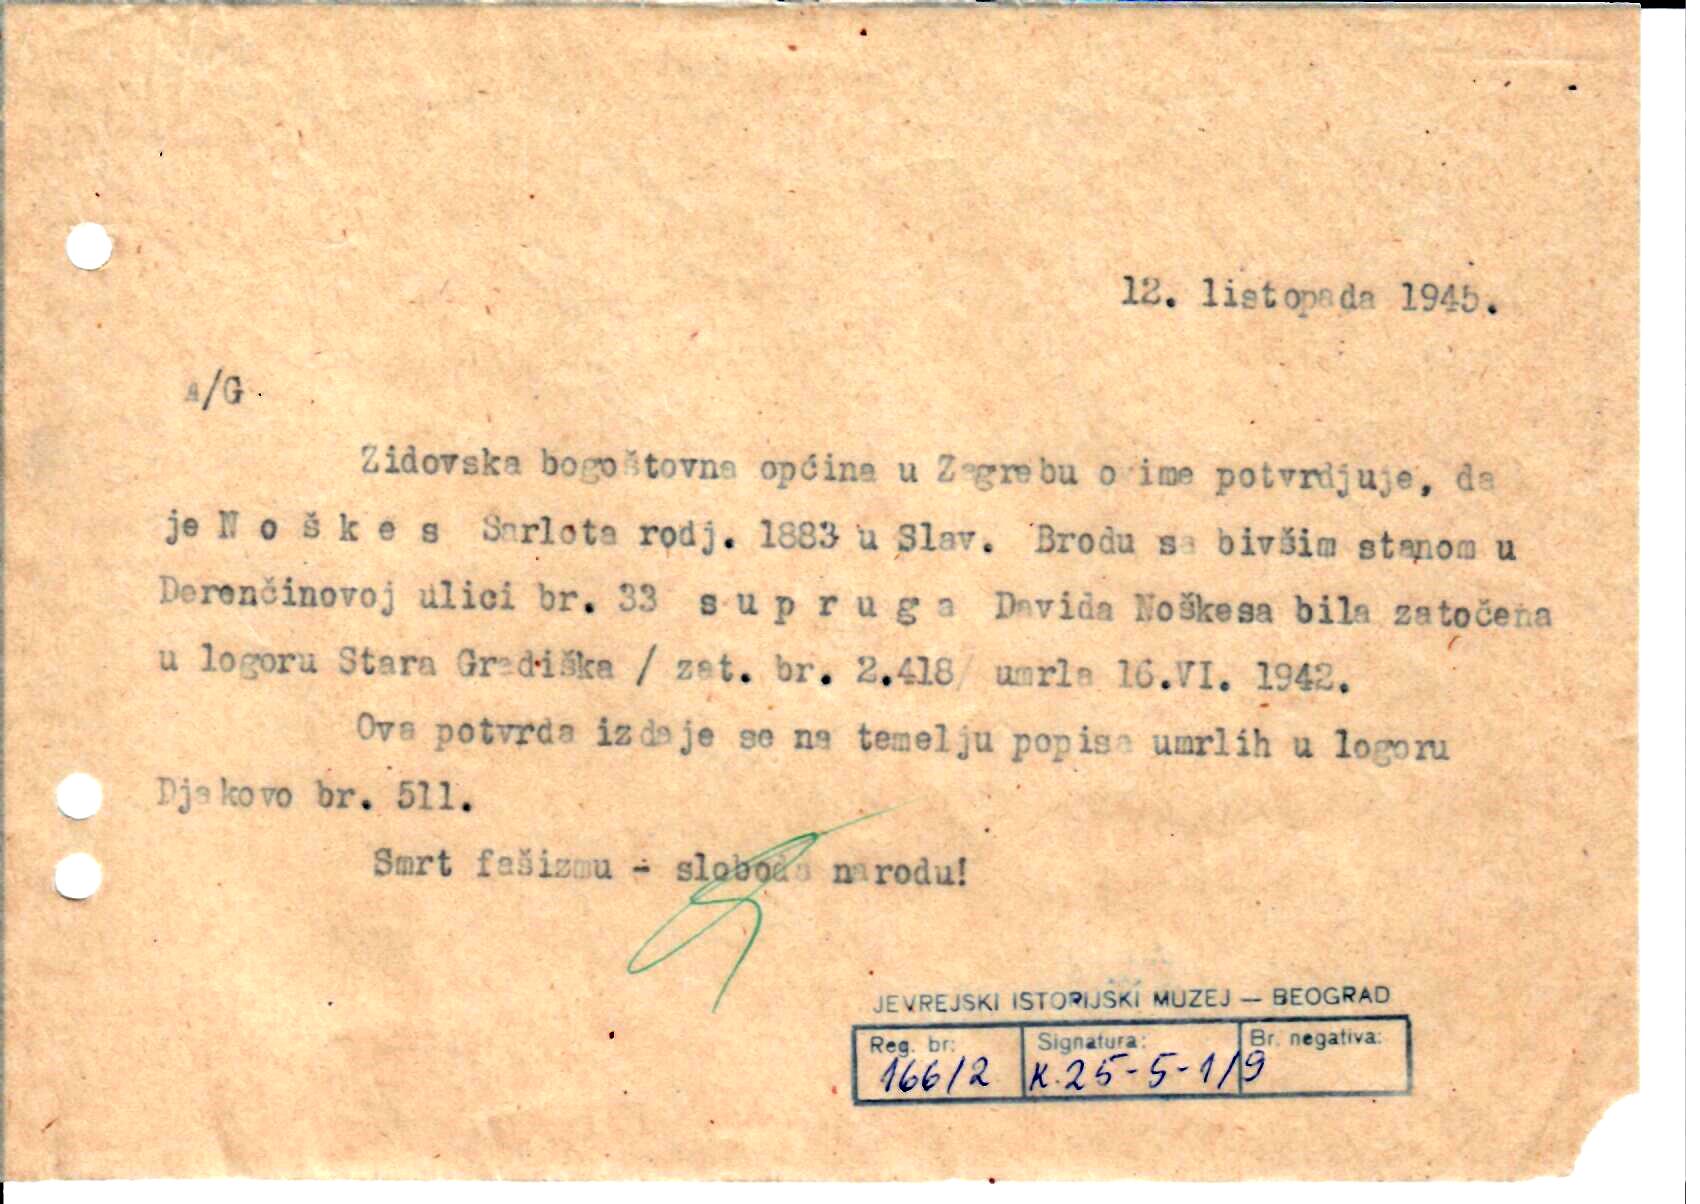 12. listopada 1945.
A/G
Zidovska bogoštovna općina u Zagrebu ovime potvrdjuje, da
je N o š k e s Sarlota rodj. 1883 u Slav. Brodu sa bivšim stanom u
Derenčinovoj ulici br. 33 s u p r u g a Davida Noškesa bila zatočena
u logoru Stara Gradiška / zat. br. 2.418/ umrla 16.VI. 1942.
Ova potvrda izdaje se na temelju popisa umrlih u logoru
Djakovo br. 511.
Smrt fašizmu - sloboda narodu!
JEVREJSKI ISTORIJSKI MUZEJ — BEOGRAD
Reg. br: Signatura: Br. negativa:
166/2 K.25-5-1/9